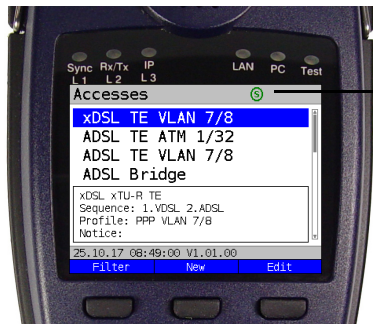 Sync Rx/Tx IP LAN PC Test
L 1 L 2 L 3
Accesses S
xDSL TE VLAN 7/8
ADSL TE ATM 1/32
ADSL TE VLAN 7/8
ADSL Bridge
xDSL xTU-R TE
Sequence: 1.VDSL 2.ADSL
Profile: PPP VLAN 7/8
Notice:
25.10.17 08:49:00 V1.01.00
Filter New Edit